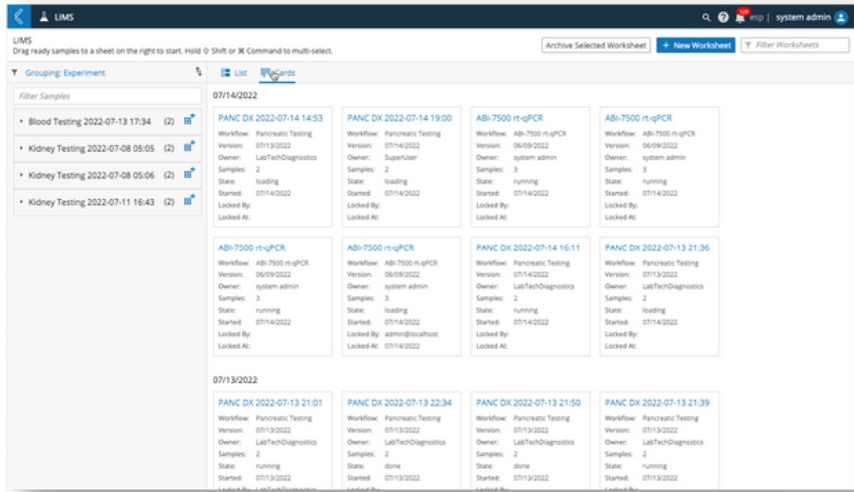 LIMS
128
esp | system admin
LIMS
Drag ready samples to a sheet on the right to start. Hold ⇧ Shift or ⌘ Command to multi-select.
Archive Selected Worksheet
+ New Worksheet
Filter Worksheets
Grouping: Experiment
List
Cards
Filter Samples
Blood Testing 2022-07-13 17:34 (2)
Kidney Testing 2022-07-08 05:05 (2)
Kidney Testing 2022-07-08 05:06 (2)
Kidney Testing 2022-07-11 16:43 (2)
07/14/2022
PANC DX 2022-07-14 14:53
Workflow: Pancreatic Testing
Version: 07/13/2022
Owner: LabTechDiagnostics
Samples: 2
State: loading
Started: 07/14/2022
Locked By:
Locked At:
PANC DX 2022-07-14 19:00
Workflow: Pancreatic Testing
Version: 07/14/2022
Owner: SuperUser
Samples: 2
State: loading
Started: 07/14/2022
Locked By:
Locked At:
ABI-7500 rt-qPCR
Workflow: ABI-7500 rt-qPCR
Version: 06/09/2022
Owner: system admin
Samples: 3
State: running
Started: 07/14/2022
Locked By:
Locked At:
ABI-7500 rt-qPCR
Workflow: ABI-7500 rt-qPCR
Version: 06/09/2022
Owner: system admin
Samples: 3
State: running
Started: 07/14/2022
Locked By:
Locked At:
ABI-7500 rt-qPCR
Workflow: ABI-7500 rt-qPCR
Version: 06/09/2022
Owner: system admin
Samples: 3
State: running
Started: 07/14/2022
Locked By:
Locked At:
ABI-7500 rt-qPCR
Workflow: ABI-7500 rt-qPCR
Version: 06/09/2022
Owner: system admin
Samples: 3
State: loading
Started: 07/14/2022
Locked By: admin@localhost
Locked At: 07/14/2022
PANC DX 2022-07-14 16:11
Workflow: Pancreatic Testing
Version: 07/14/2022
Owner: LabTechDiagnostics
Samples: 2
State: running
Started: 07/14/2022
Locked By:
Locked At:
PANC DX 2022-07-13 21:36
Workflow: Pancreatic Testing
Version: 07/13/2022
Owner: LabTechDiagnostics
Samples: 2
State: loading
Started: 07/14/2022
Locked By:
Locked At:
07/13/2022
PANC DX 2022-07-13 21:01
Workflow: Pancreatic Testing
Version: 07/13/2022
Owner: LabTechDiagnostics
Samples: 2
State: running
Started: 07/13/2022
Locked By: LabTechDiagnostics
PANC DX 2022-07-13 22:34
Workflow: Pancreatic Testing
Version: 07/13/2022
Owner: LabTechDiagnostics
Samples: 2
State: done
Started: 07/13/2022
Locked By:
PANC DX 2022-07-13 21:50
Workflow: Pancreatic Testing
Version: 07/13/2022
Owner: LabTechDiagnostics
Samples: 2
State: done
Started: 07/13/2022
Locked By:
PANC DX 2022-07-13 21:39
Workflow: Pancreatic Testing
Version: 07/13/2022
Owner: LabTechDiagnostics
Samples: 2
State: running
Started: 07/13/2022
Locked By: